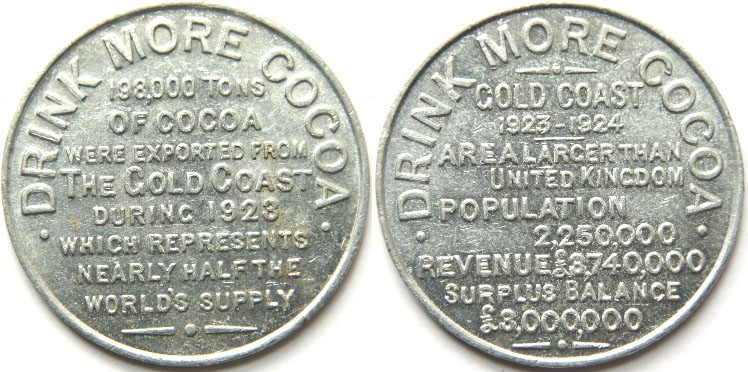 DRINK MORE COCOA
198,000 TONS
OF COCOA
WERE EXPORTED FROM
THE GOLD COAST
DURING 1923
WHICH REPRESENTS
NEARLY HALF THE
WORLD'S SUPPLY
DRINK MORE COCOA
GOLD COAST
1923-1924
AREA LARGER THAN
UNITED KINGDOM
POPULATION
2,250,000
REVENUE £3,740,000
SURPLUS BALANCE
£3,000,000